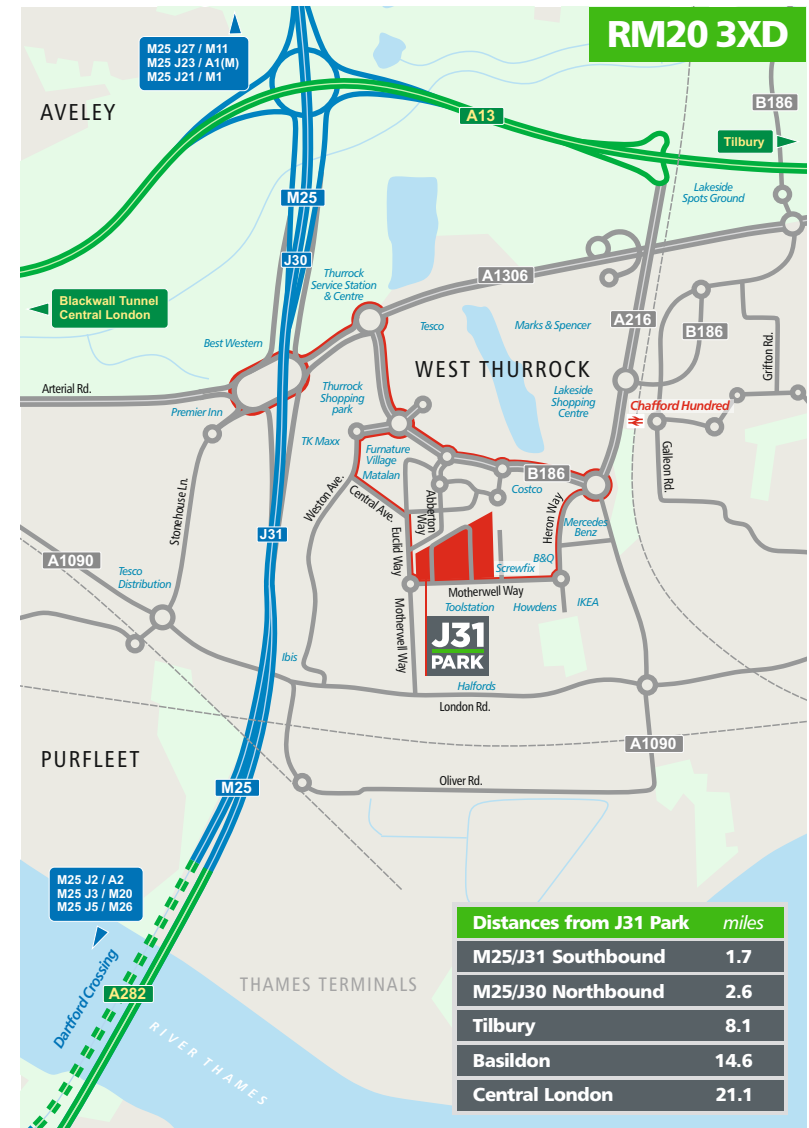 RM20 3XD
M25 J27 / M11
M25 J23 / A1(M)
M25 J21 / M1
AVELEY
A13
B186
Tilbury
Lakeside
Spots Ground
M25
J30
Thurrock
Service Station
& Centre
A1306
Blackwall Tunnel
Central London
Tesco
Marks & Spencer
A216
B186
Best Western
WEST THURROCK
Grifton Rd.
Arterial Rd.
Premier Inn
Thurrock
Shopping
park
Lakeside
Shopping
Centre
Chafford Hundred
TK Maxx
Furnature
Village
Matalan
B186
Costco
Galleon Rd.
Stonehouse Ln.
Weston Ave.
Central Ave.
Abberton
Way
Heron Way
Mercedes
Benz
J31
Euclid Way
A1090
Tesco
Distribution
B&Q
Screwfix
Motherwell Way
Toolstation
Howdens
IKEA
Motherwell Way
J31
PARK
Ibis
Halfords
London Rd.
A1090
PURFLEET
M25
Oliver Rd.
M25 J2 / A2
M25 J3 / M20
M25 J5 / M26
Dartford Crossing
A282
THAMES TERMINALS
RIVER THAMES
Distances from J31 Park miles
M25/J31 Southbound 1.7
M25/J30 Northbound 2.6
Tilbury 8.1
Basildon 14.6
Central London 21.1